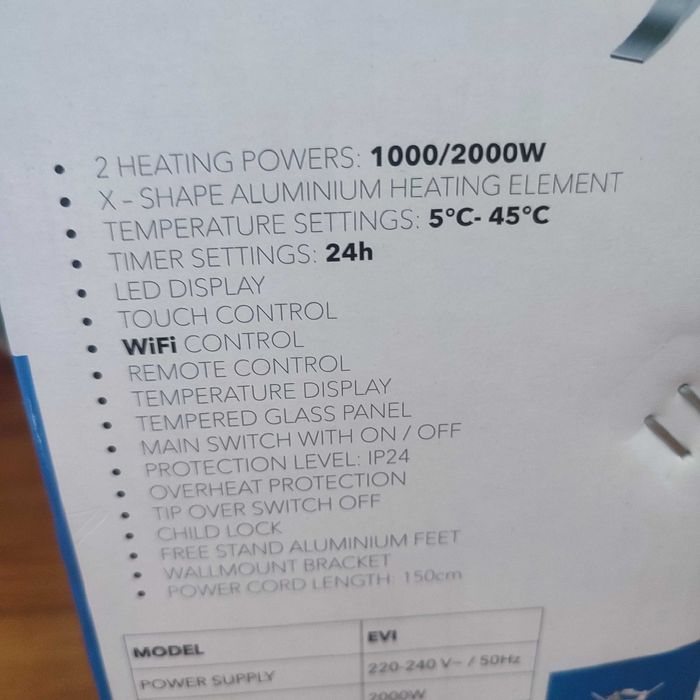 • 2 HEATING POWERS: 1000/2000W
• X – SHAPE ALUMINIUM HEATING ELEMENT
• TEMPERATURE SETTINGS: 5°C- 45°C
• TIMER SETTINGS: 24h
• LED DISPLAY
• TOUCH CONTROL
• WiFi CONTROL
• REMOTE CONTROL
• TEMPERATURE DISPLAY
• TEMPERED GLASS PANEL
• MAIN SWITCH WITH ON / OFF
• PROTECTION LEVEL: IP24
• OVERHEAT PROTECTION
• TIP OVER SWITCH OFF
• CHILD LOCK
• FREE STAND ALUMINIUM FEET
• WALLMOUNT BRACKET
• POWER CORD LENGTH: 150cm
MODEL EVI
POWER SUPPLY 220-240 V~ / 50Hz
2000W